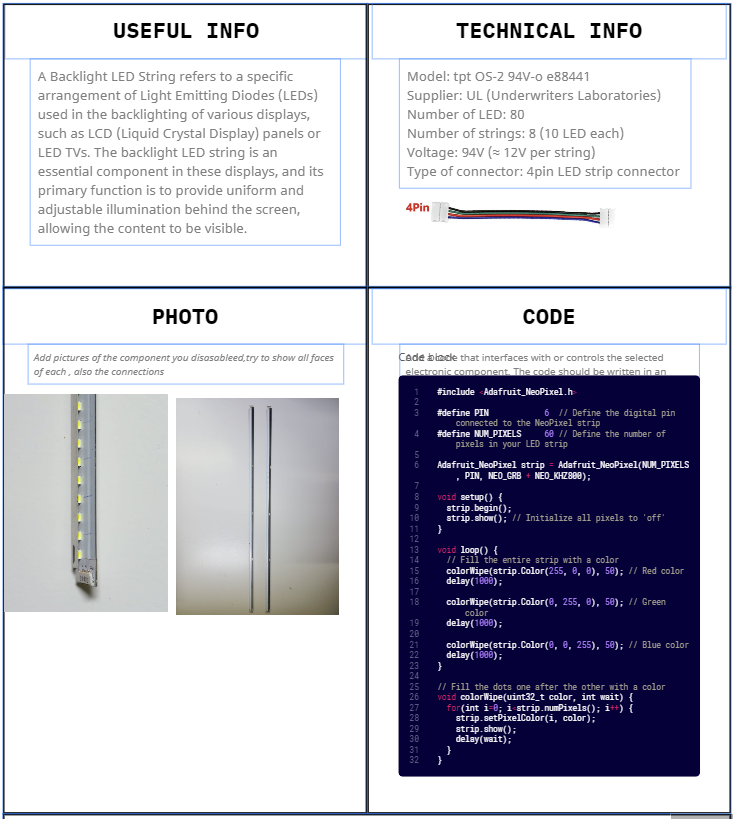 USEFUL INFO
A Backlight LED String refers to a specific
arrangement of Light Emitting Diodes (LEDs)
used in the backlighting of various displays,
such as LCD (Liquid Crystal Display) panels or
LED TVs. The backlight LED string is an
essential component in these displays, and its
primary function is to provide uniform and
adjustable illumination behind the screen,
allowing the content to be visible.
TECHNICAL INFO
Model: tpt OS-2 94V-o e88441
Supplier: UL (Underwriters Laboratories)
Number of LED: 80
Number of strings: 8 (10 LED each)
Voltage: 94V (≈ 12V per string)
Type of connector: 4pin LED strip connector
4Pin
PHOTO
Add pictures of the component you disasableed,try to show all faces
of each , also the connections
CODE
Code block
Add a code that interfaces with or controls the selected
electronic component. The code should be written in an
1 #include <Adafruit_NeoPixel.h>
2
3 #define PIN 6 // Define the digital pin
connected to the NeoPixel strip
4 #define NUM_PIXELS 60 // Define the number of
pixels in your LED strip
5
6 Adafruit_NeoPixel strip = Adafruit_NeoPixel(NUM_PIXELS
, PIN, NEO_GRB + NEO_KHZ800);
7
8 void setup() {
9 strip.begin();
10 strip.show(); // Initialize all pixels to 'off'
11 }
12
13 void loop() {
14 // Fill the entire strip with a color
15 colorWipe(strip.Color(255, 0, 0), 50); // Red color
16 delay(1000);
17
18 colorWipe(strip.Color(0, 255, 0), 50); // Green
color
19 delay(1000);
20
21 colorWipe(strip.Color(0, 0, 255), 50); // Blue color
22 delay(1000);
23 }
24
25 // Fill the dots one after the other with a color
26 void colorWipe(uint32_t color, int wait) {
27 for(int i=0; i<strip.numPixels(); i++) {
28 strip.setPixelColor(i, color);
29 strip.show();
30 delay(wait);
31 }
32 }